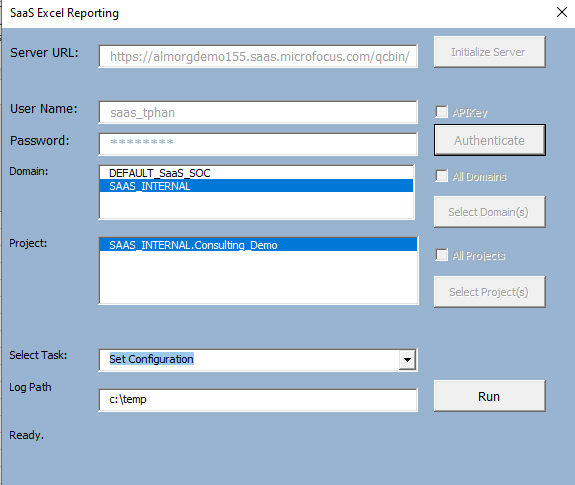 SaaS Excel Reporting
Server URL: https://almorgdemo155.saas.microfocus.com/qcbin/ Initialize Server
User Name: saas_tphan APIKey
Password: ******** Authenticate
Domain: DEFAULT_SaaS_SOC
SAAS_INTERNAL All Domains
Select Domain(s)
Project: SAAS_INTERNAL.Consulting_Demo
All Projects
Select Project(s)
Select Task: Set Configuration
Log Path c:\temp Run
Ready.